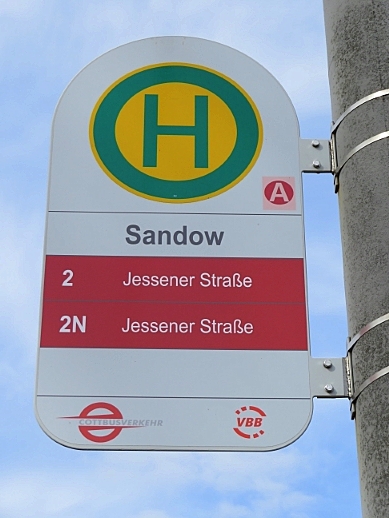 H
A
Sandow
2 Jessener Straße
2N Jessener Straße
COTTBUSVERKEHR
VBB